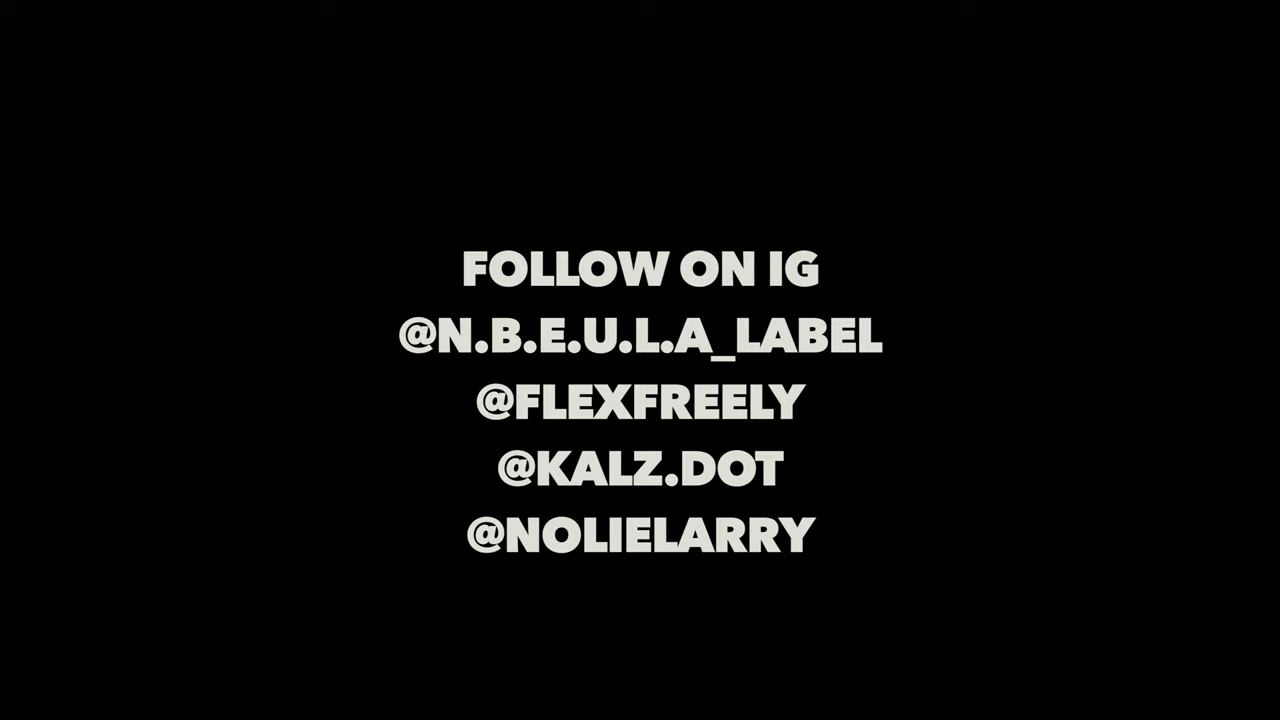 FOLLOW ON IG
@N.B.E.U.L.A_LABEL
@FLEXFREELY
@KALZ.DOT
@NOLIELARRY